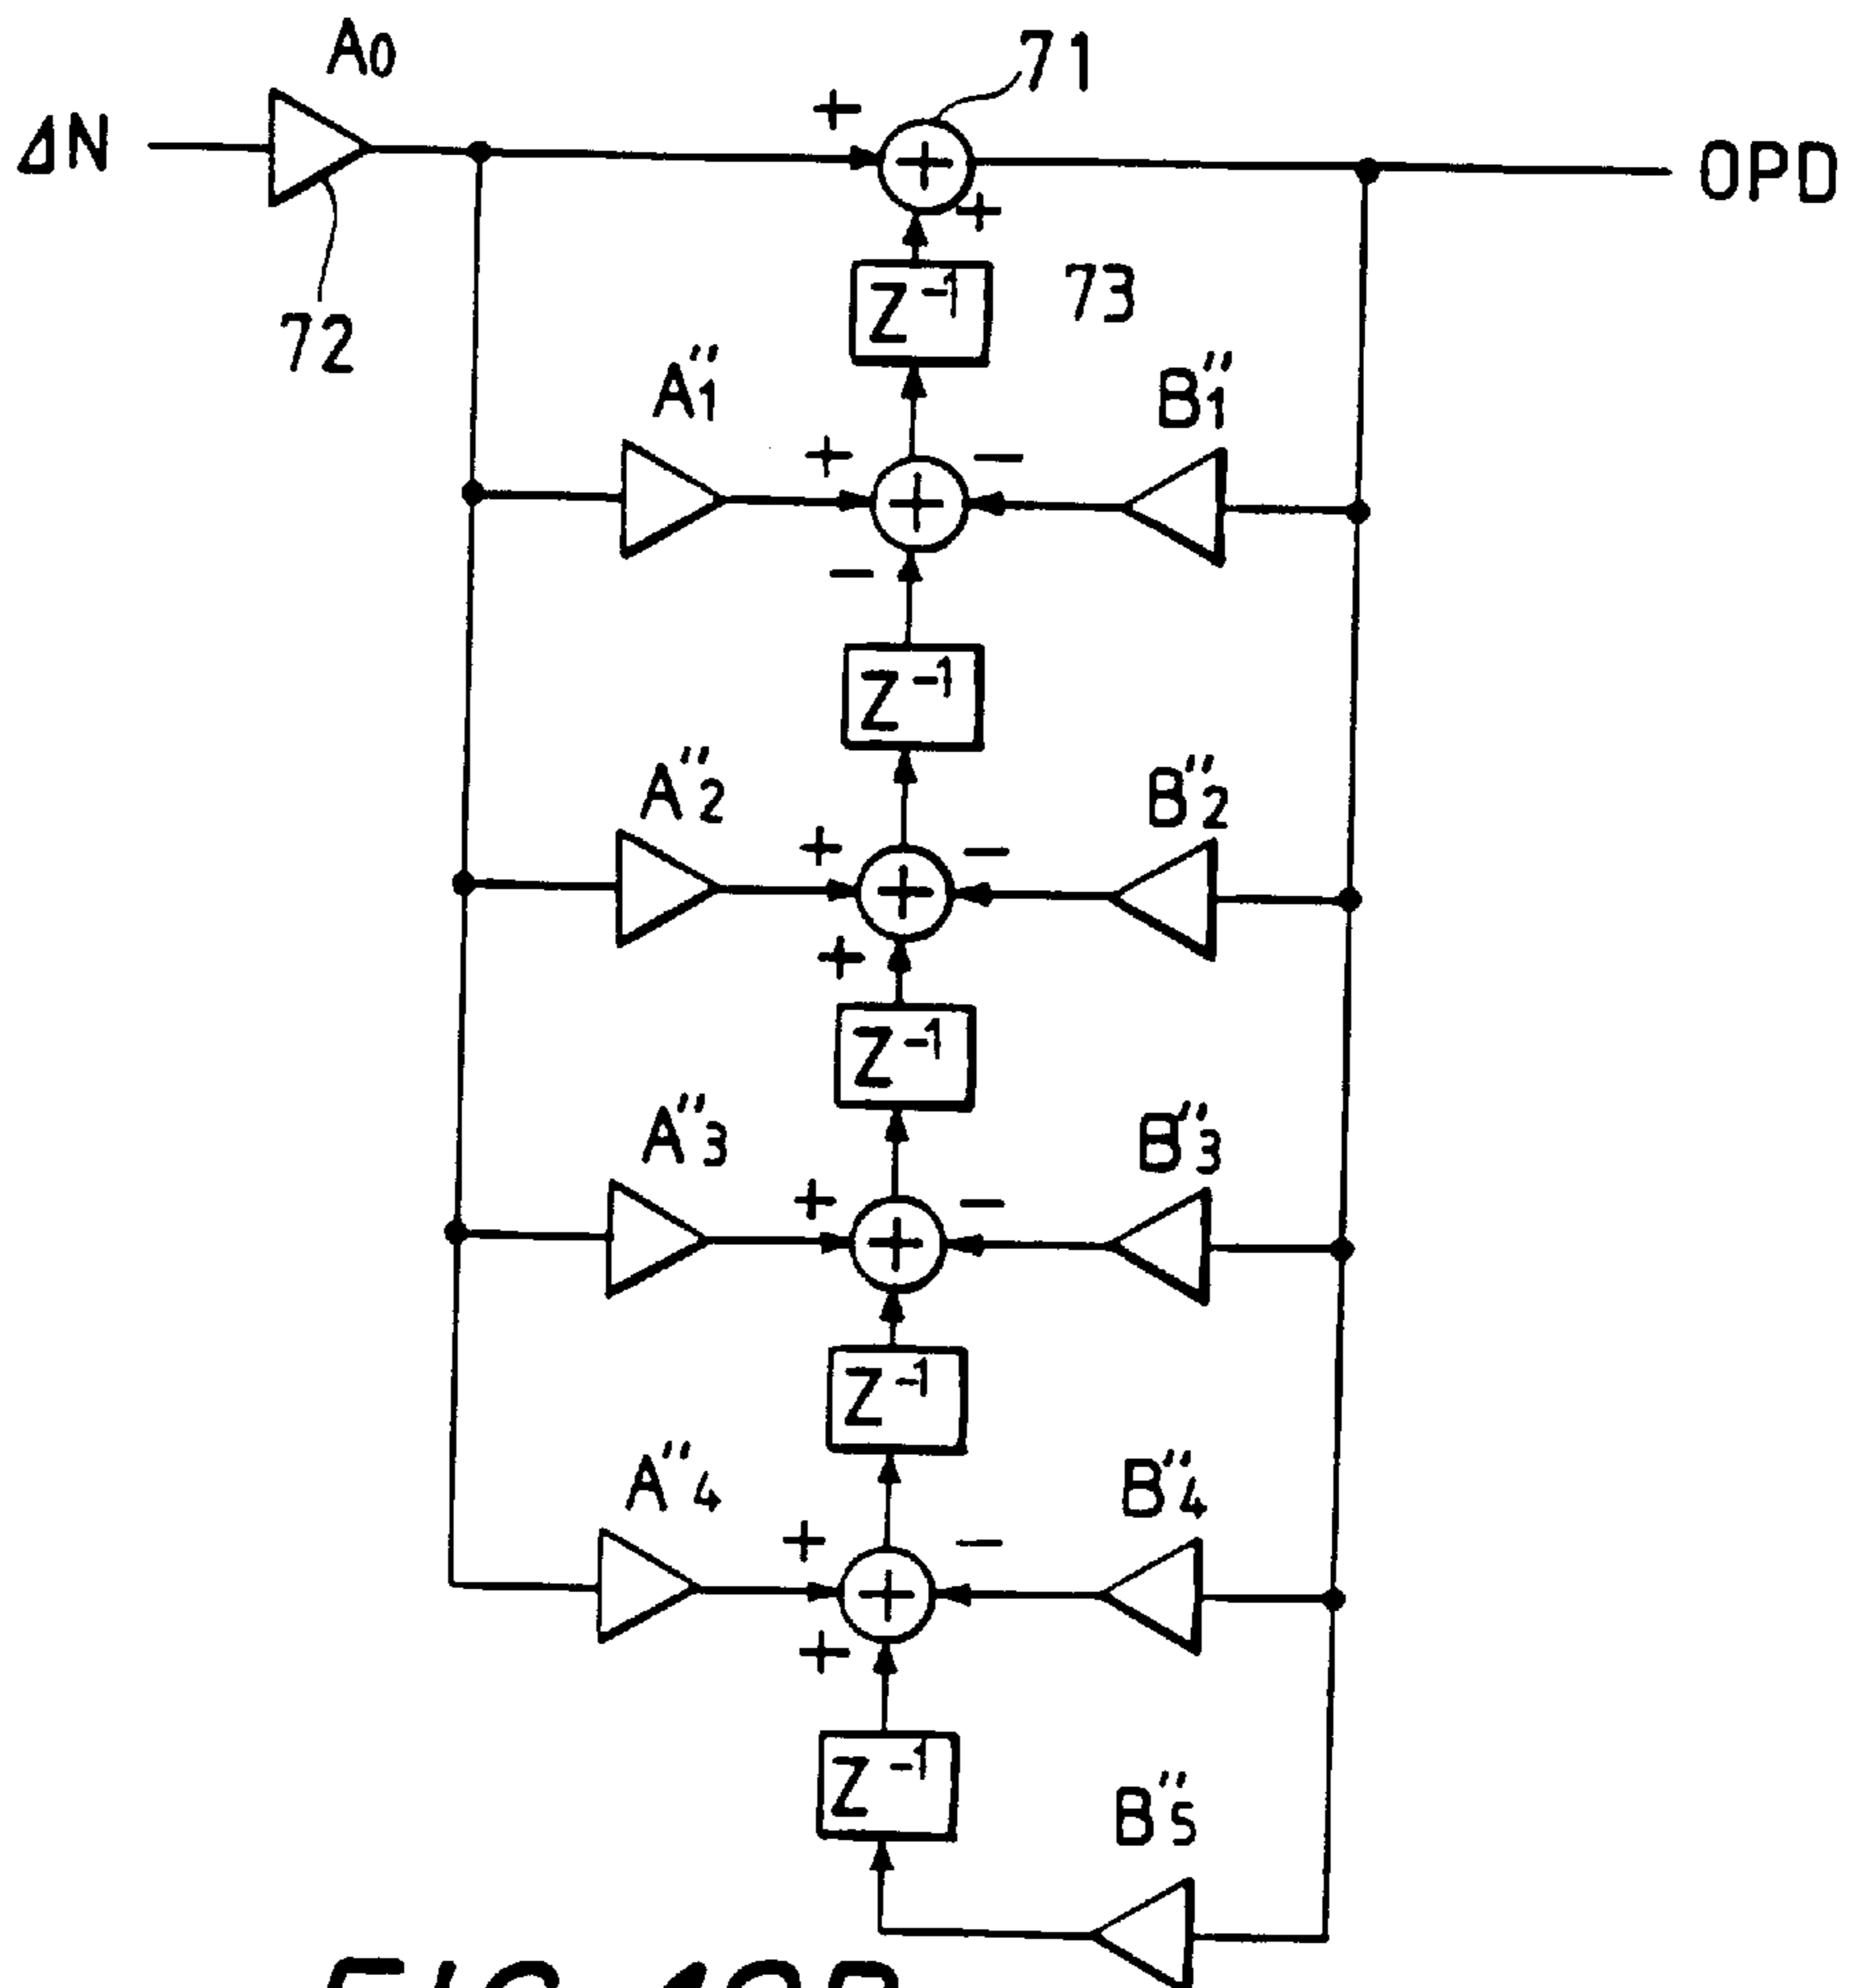 A0
71
+
ΔN
+
OPD
+
Z-1
73
72
A"1
B"1
+
−
+
−
Z-1
A"2
B"2
+
−
+
+
Z-1
A"3
B"3
+
−
+
Z-1
A"4
B"4
+
−
+
+
Z-1
B"5